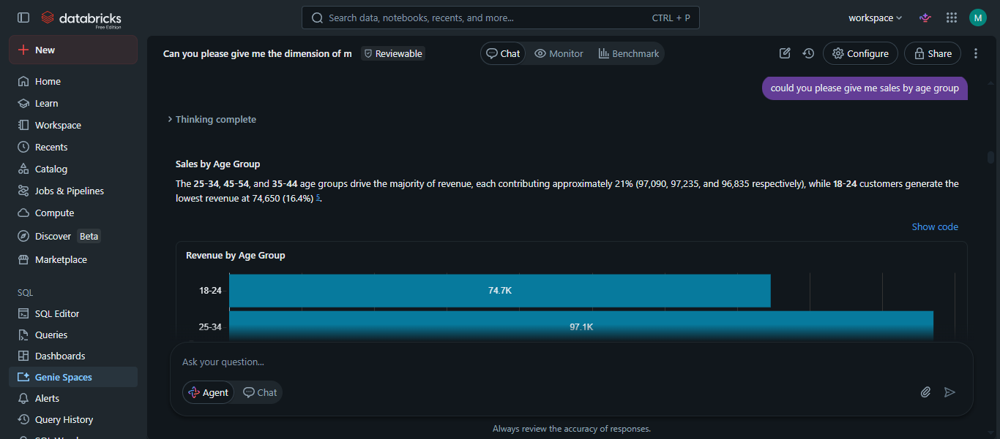 databricks
Free Edition
Search data, notebooks, recents, and more...
CTRL + P
workspace
M
New
Home
Learn
Workspace
Recents
Catalog
Jobs & Pipelines
Compute
Discover Beta
Marketplace
SQL
SQL Editor
Queries
Dashboards
Genie Spaces
Alerts
Query History
Can you please give me the dimension of m
Reviewable
Chat
Monitor
Benchmark
Configure
Share
could you please give me sales by age group
Thinking complete
Sales by Age Group
The 25-34, 45-54, and 35-44 age groups drive the majority of revenue, each contributing approximately 21% (97,090, 97,235, and 96,835 respectively), while 18-24 customers generate the
lowest revenue at 74,650 (16.4%) 5.
Show code
Revenue by Age Group
18-24
74.7K
25-34
97.1K
Ask your question...
Agent
Chat
Always review the accuracy of responses.